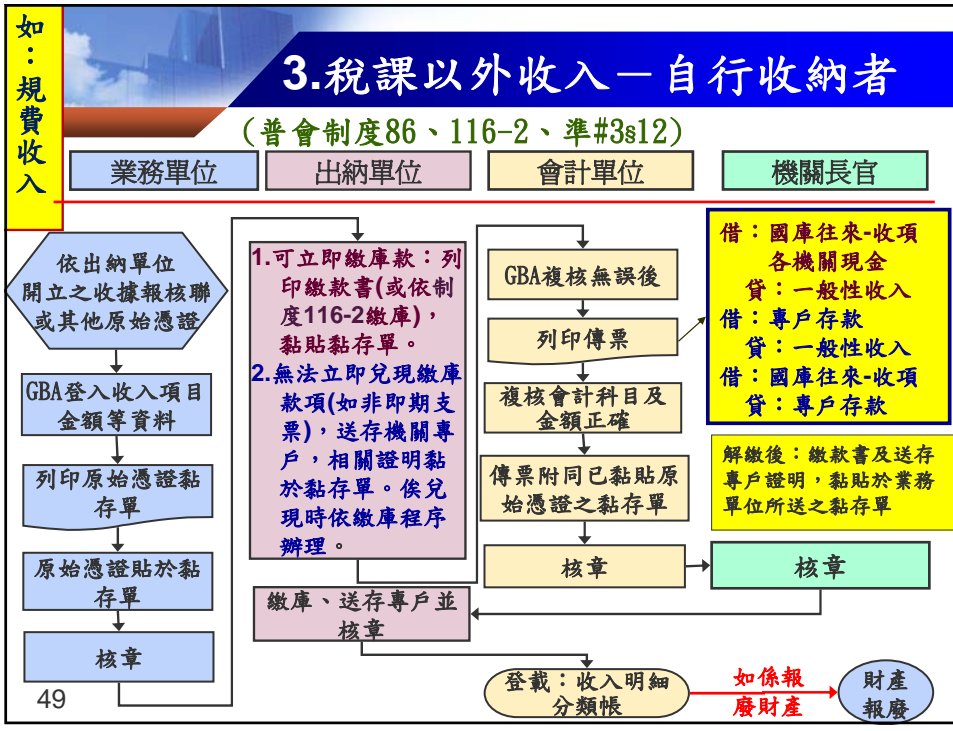 如：規費收入
3.稅課以外收入－自行收納者
（普會制度86、116-2、準#3§12）
業務單位
出納單位
會計單位
機關長官
依出納單位
開立之收據報核聯
或其他原始憑證
GBA登入收入項目
金額等資料
列印原始憑證黏
存單
原始憑證貼於黏
存單
核章
1.可立即繳庫款：列
印繳款書(或依制
度116-2繳庫)，
黏貼黏存單。
2.無法立即兌現繳庫
款項(如非即期支
票)，送存機關專
戶，相關證明黏
於黏存單。俟兌
現時依繳庫程序
辦理。
繳庫、送存專戶並
核章
GBA複核無誤後
列印傳票
複核會計科目及
金額正確
傳票附同已黏貼原
始憑證之黏存單
核章
登載：收入明細
分類帳
借：國庫往來-收項
各機關現金
貸：一般性收入
借：專戶存款
貸：一般性收入
借：國庫往來-收項
貸：專戶存款
解繳後：繳款書及送存
專戶證明，黏貼於業務
單位所送之黏存單
核章
如係報
廢財產
財產
報廢
49